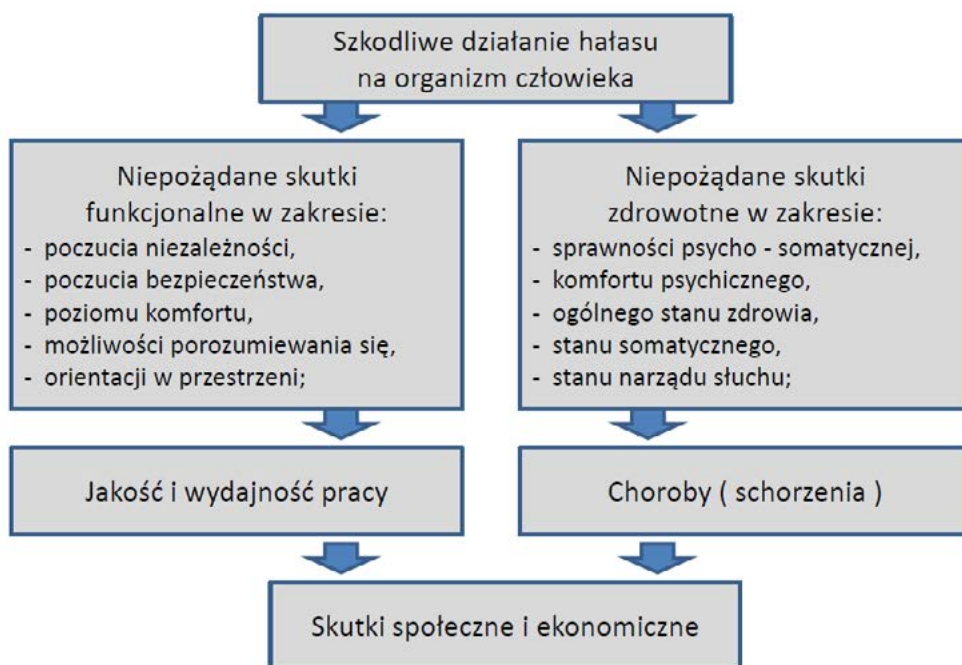 Szkodliwe działanie hałasu
na organizm człowieka
Niepożądane skutki
funkcjonalne w zakresie:
- poczucia niezależności,
- poczucia bezpieczeństwa,
- poziomu komfortu,
- możliwości porozumiewania się,
- orientacji w przestrzeni;
Niepożądane skutki
zdrowotne w zakresie:
- sprawności psycho - somatycznej,
- komfortu psychicznego,
- ogólnego stanu zdrowia,
- stanu somatycznego,
- stanu narządu słuchu;
Jakość i wydajność pracy
Choroby ( schorzenia )
Skutki społeczne i ekonomiczne